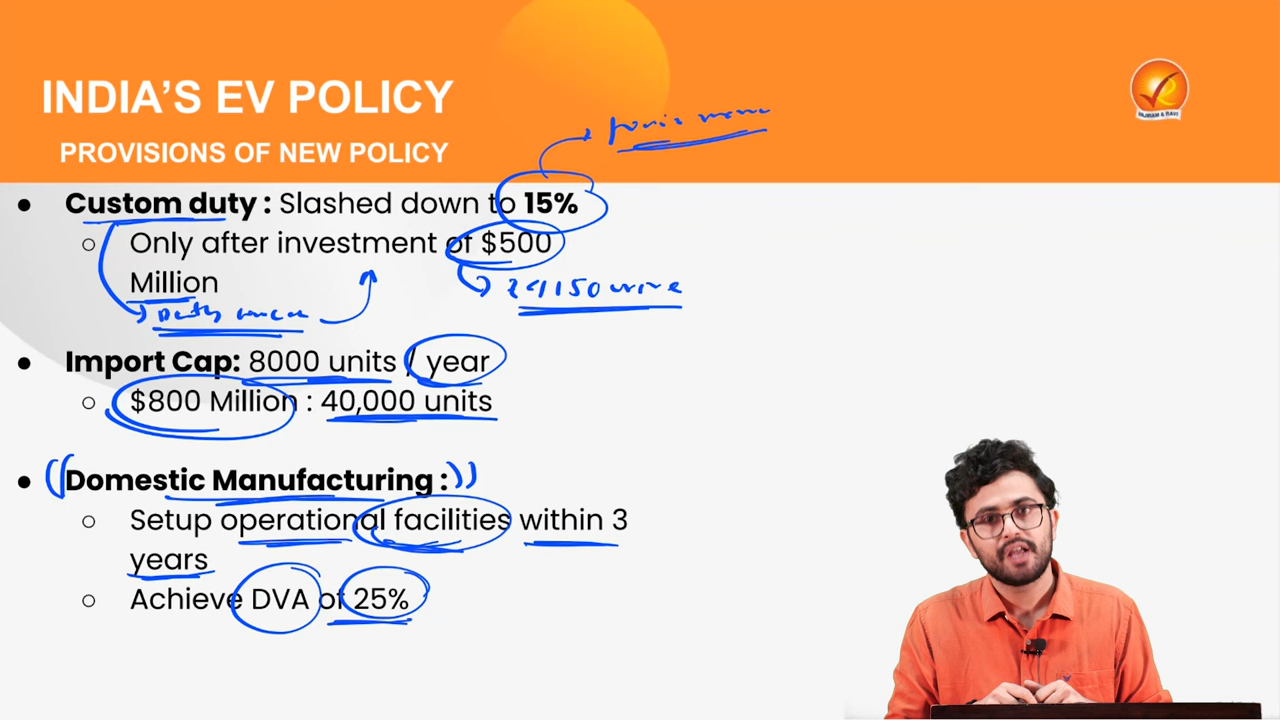 INDIA'S EV POLICY
PROVISIONS OF NEW POLICY
RAJIRAM & RAVI
● Custom duty : Slashed down to 15%
○ Only after investment of $500
Million
● Import Cap: 8000 units / year
○ $800 Million : 40,000 units
● Domestic Manufacturing :
○ Setup operational facilities within 3
years
○ Achieve DVA of 25%